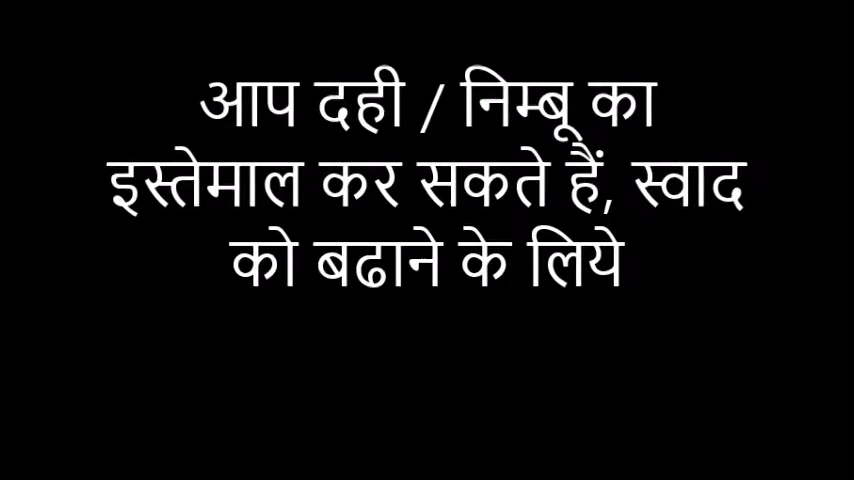 आप दही / निम्बू का
इस्तेमाल कर सकते हैं, स्वाद
को बढाने के लिये